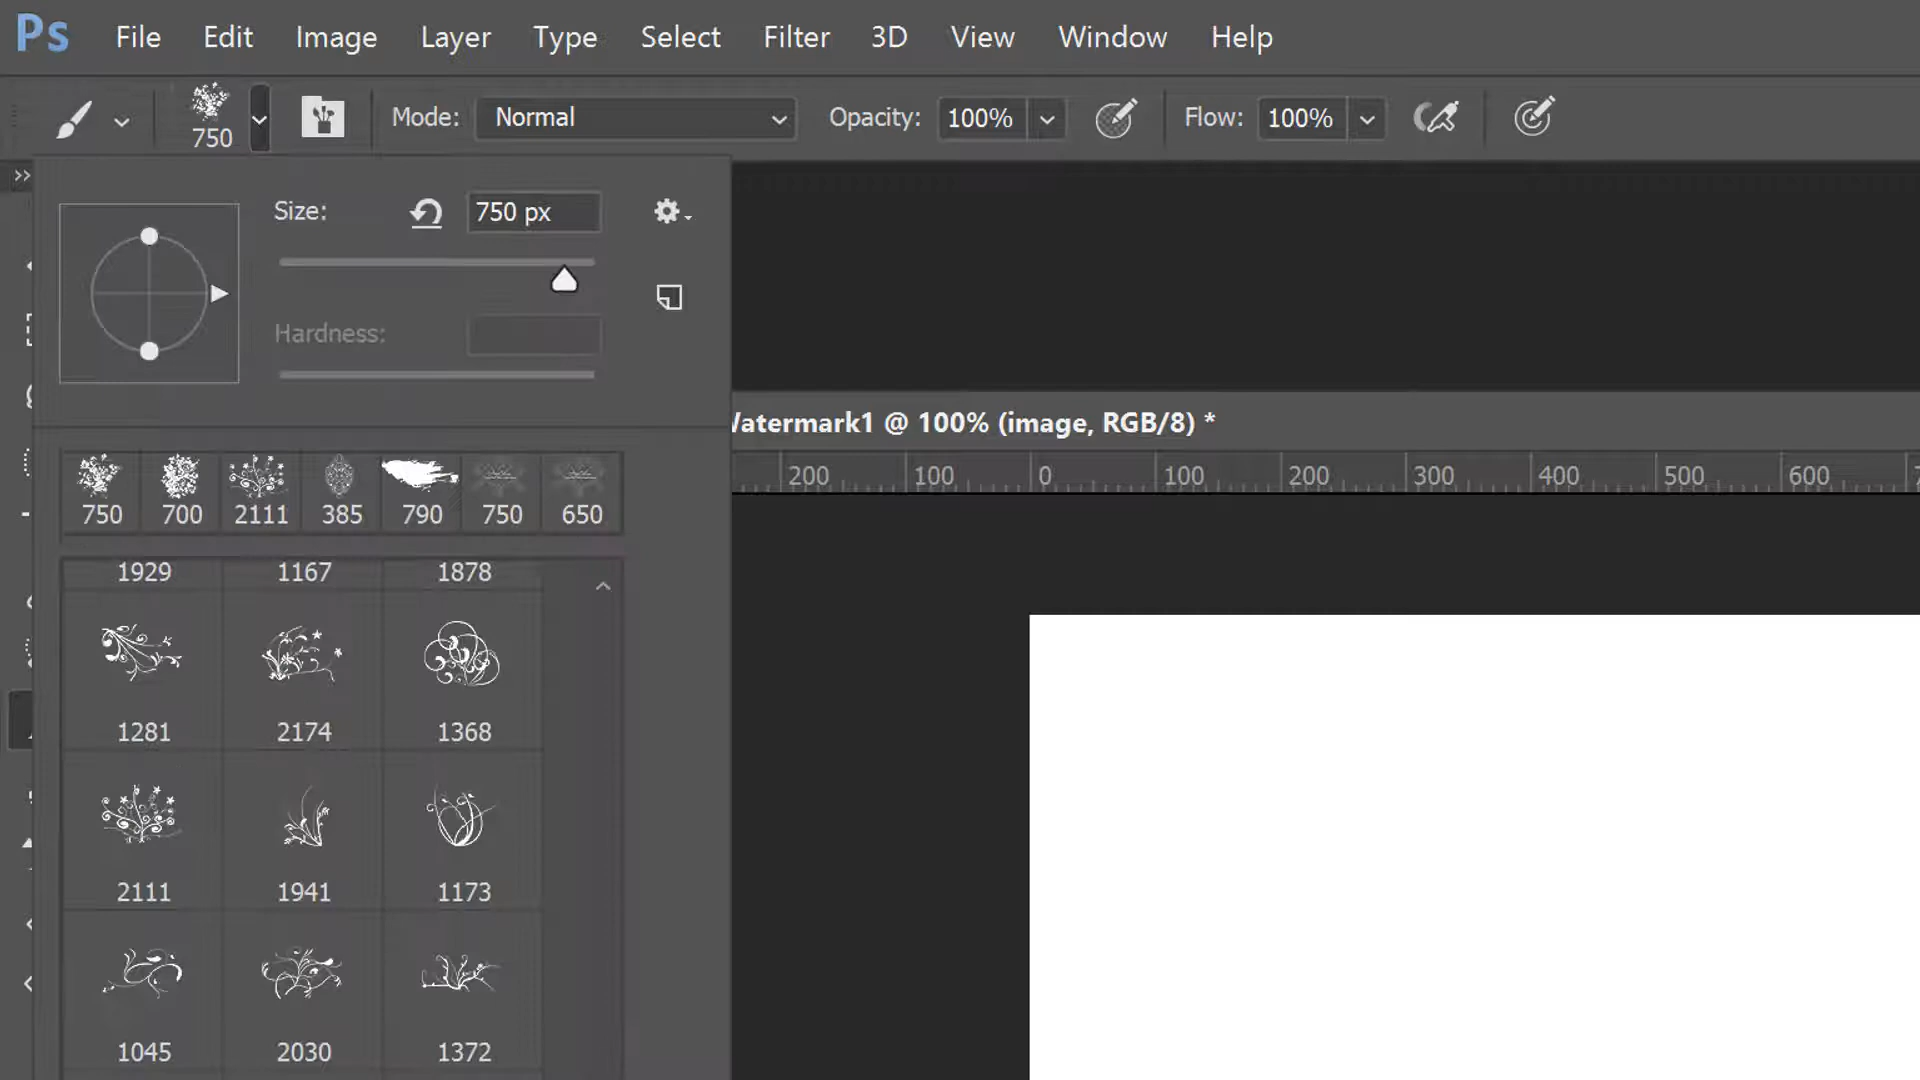 Ps File Edit Image Layer Type Select Filter 3D View Window Help
750 Mode: Normal Opacity: 100% Flow: 100%
Size: 750 px
Hardness:
Watermark1 @ 100% (image, RGB/8) *
200 100 0 100 200 300 400 500 600
750 700 2111 385 790 750 650
1929 1167 1878
1281 2174 1368
2111 1941 1173
1045 2030 1372